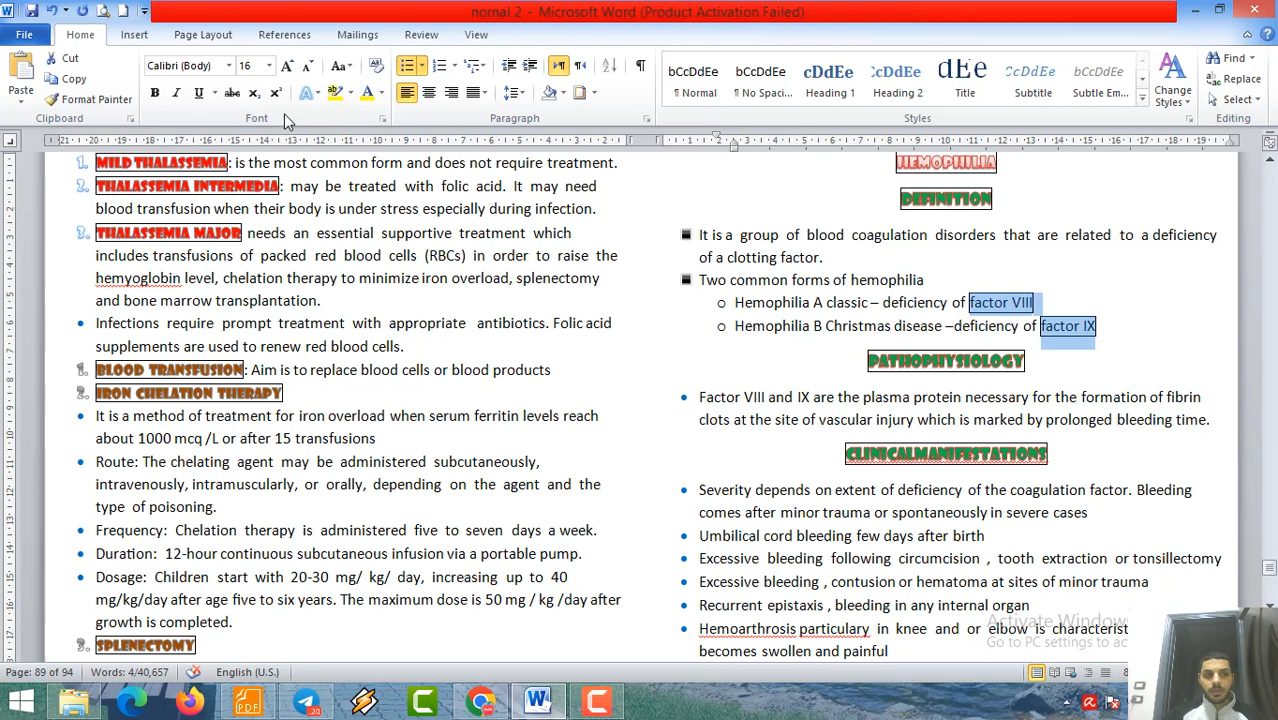 nornal 2 - Microsoft Word (Product Activation Failed)
File Home Insert Page Layout References Mailings Review View
Paste
Cut
Copy
Format Painter
Clipboard
Calibri (Body) 16
Font
Paragraph
AaBbCcDdEe
¶ Normal ¶ No Spaci... Heading 1 Heading 2 Title Subtitle Subtle Em...
Styles
Change
Styles
Find
Replace
Select
Editing
1. MILD THALASSEMIA: is the most common form and does not require treatment.
2. THALASSEMIA INTERMEDIA: may be treated with folic acid. It may need
blood transfusion when their body is under stress especially during infection.
3. THALASSEMIA MAJOR needs an essential supportive treatment which
includes transfusions of packed red blood cells (RBCs) in order to raise the
hemyoglobin level, chelation therapy to minimize iron overload, splenectomy
and bone marrow transplantation.
• Infections require prompt treatment with appropriate antibiotics. Folic acid
supplements are used to renew red blood cells.
1. BLOOD TRANSFUSION: Aim is to replace blood cells or blood products
2. IRON CHELATION THERAPY
• It is a method of treatment for iron overload when serum ferritin levels reach
about 1000 mcq /L or after 15 transfusions
• Route: The chelating agent may be administered subcutaneously,
intravenously, intramuscularly, or orally, depending on the agent and the
type of poisoning.
• Frequency: Chelation therapy is administered five to seven days a week.
• Duration: 12-hour continuous subcutaneous infusion via a portable pump.
• Dosage: Children start with 20-30 mg/ kg/ day, increasing up to 40
mg/kg/day after age five to six years. The maximum dose is 50 mg / kg /day after
growth is completed.
3. SPLENECTOMY
HEMOPHILIA
DEFINITION
■ It is a group of blood coagulation disorders that are related to a deficiency
of a clotting factor.
■ Two common forms of hemophilia
o Hemophilia A classic – deficiency of factor VIII
o Hemophilia B Christmas disease –deficiency of factor IX
PATHOPHYSIOLOGY
• Factor VIII and IX are the plasma protein necessary for the formation of fibrin
clots at the site of vascular injury which is marked by prolonged bleeding time.
CLINICALMANIFESTATIONS
• Severity depends on extent of deficiency of the coagulation factor. Bleeding
comes after minor trauma or spontaneously in severe cases
• Umbilical cord bleeding few days after birth
• Excessive bleeding following circumcision , tooth extraction or tonsillectomy
• Excessive bleeding , contusion or hematoma at sites of minor trauma
• Recurrent epistaxis , bleeding in any internal organ
• Hemoarthrosis particulary in knee and or elbow is characterist
becomes swollen and painful
Activate Window
Go to PC settings to ac
Page: 89 of 94 Words: 4/40,657 English (U.S.)